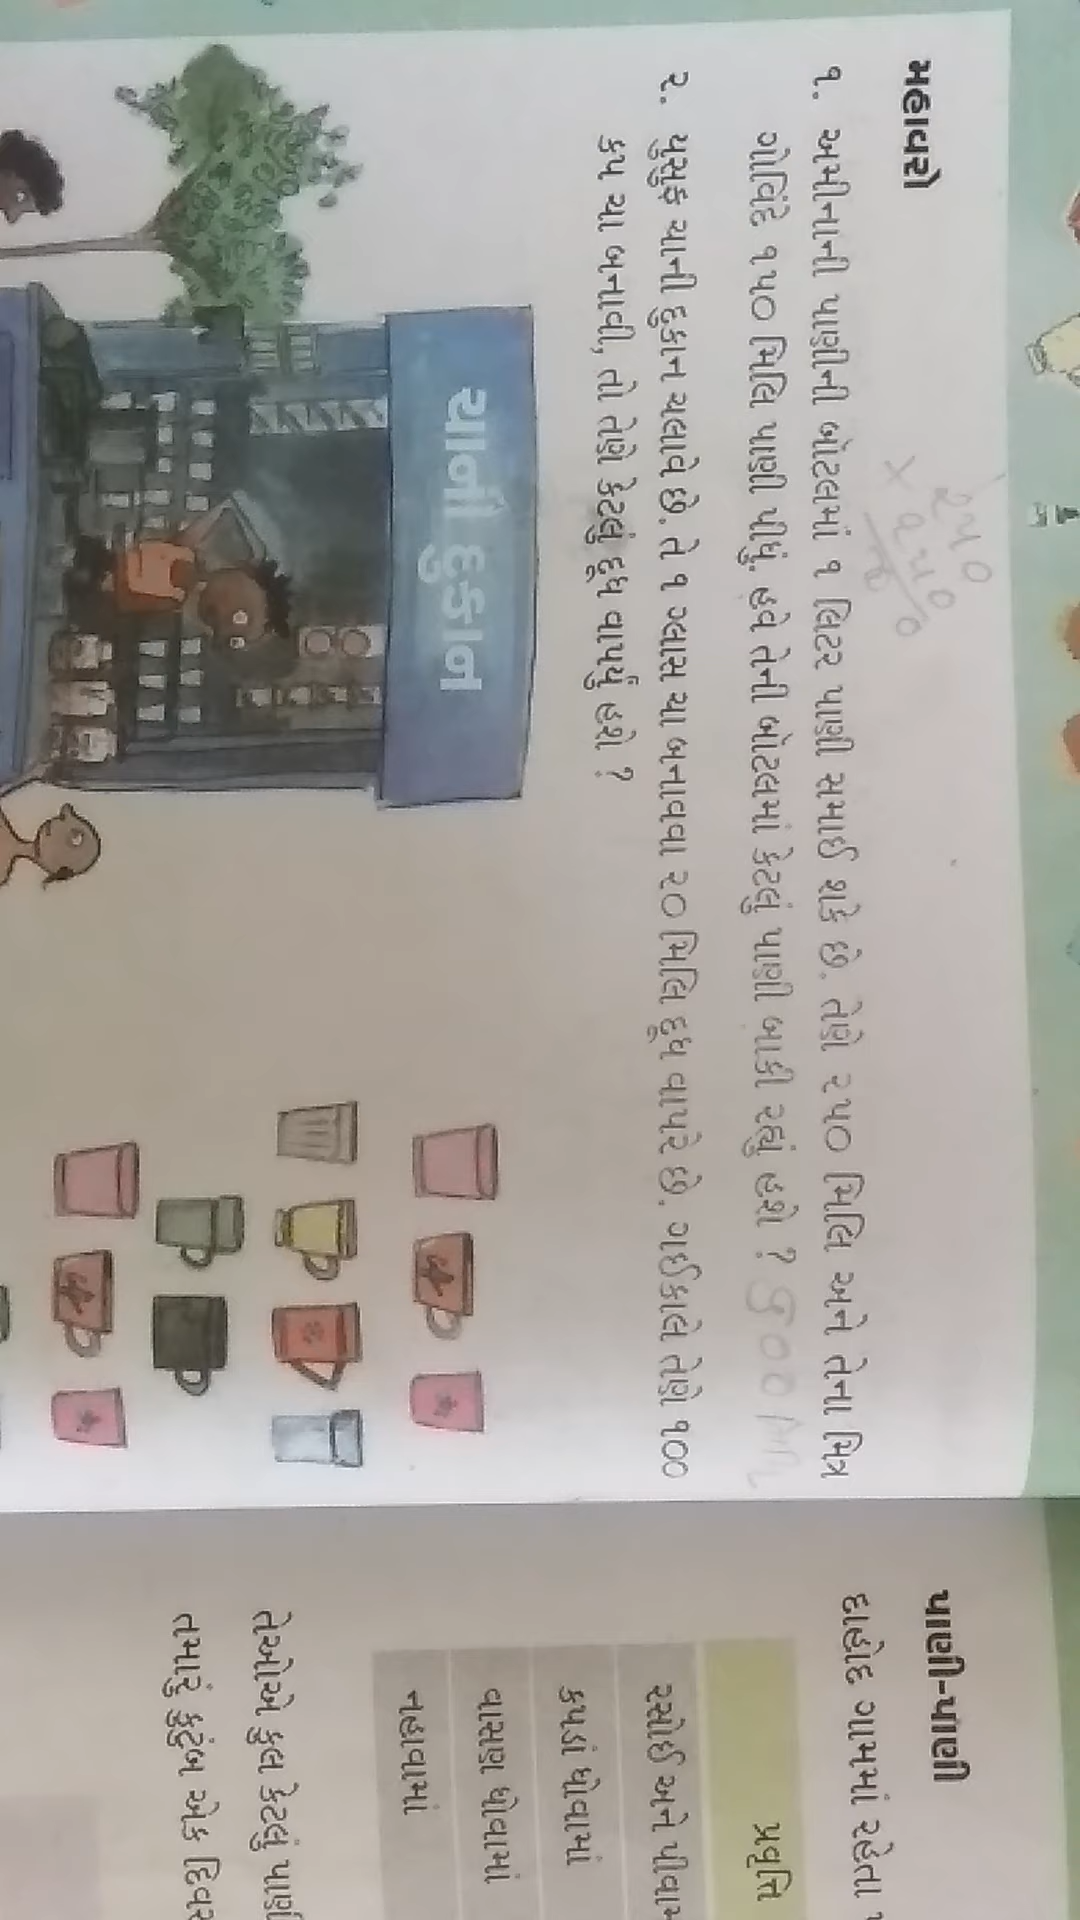 મહાવરો
૧. અમીનાની પાણીની બૉટલમાં ૧ લિટર પાણી સમાઈ શકે છે. તેણે ૨૫૦ મિલિ અને તેના મિત્ર
ગોવિંદે ૧૫૦ મિલિ પાણી પીધું. હવે તેની બૉટલમાં કેટલું પાણી બાકી રહ્યું હશે ? 600 ml
૨. યુસુફ ચાની દુકાન ચલાવે છે. તે ૧ ગ્લાસ ચા બનાવવા ૨૦ મિલિ દૂધ વાપરે છે. ગઈકાલે તેણે ૧૦૦
કપ ચા બનાવી, તો તેણે કેટલું દૂધ વાપર્યું હશે ?
ચાની દુકાન
પાણી-પાણી
દાહોદ ગામમાં રહેતા
પ્રવૃત્તિ
રસોઈ અને પીવામ
કપડાં ધોવામાં
વાસણ ધોવામાં
નહાવામાં
તેઓએ કુલ કેટલું પાણી
તમારું કુટુંબ એક દિવસ